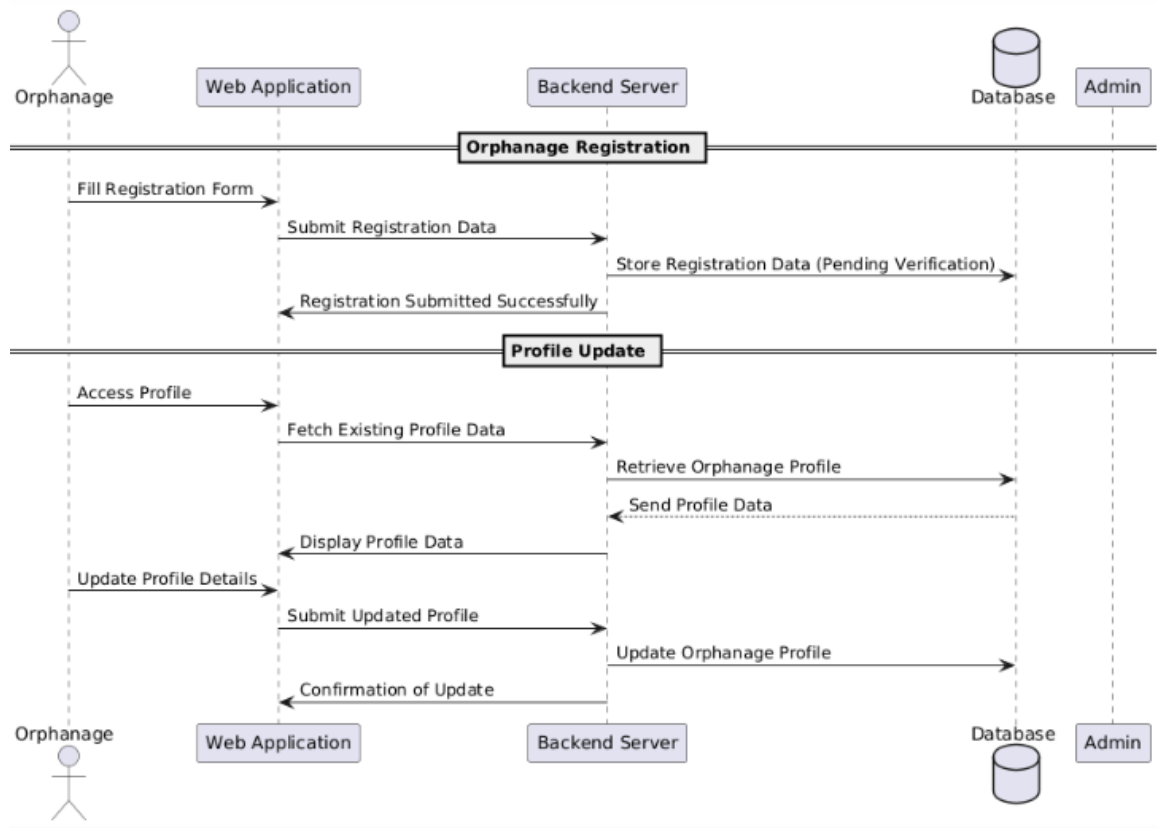 Orphanage
Web Application
Backend Server
Database
Admin
Orphanage Registration
Fill Registration Form
Submit Registration Data
Store Registration Data (Pending Verification)
Registration Submitted Successfully
Profile Update
Access Profile
Fetch Existing Profile Data
Retrieve Orphanage Profile
Send Profile Data
Display Profile Data
Update Profile Details
Submit Updated Profile
Update Orphanage Profile
Confirmation of Update
Orphanage
Web Application
Backend Server
Database
Admin